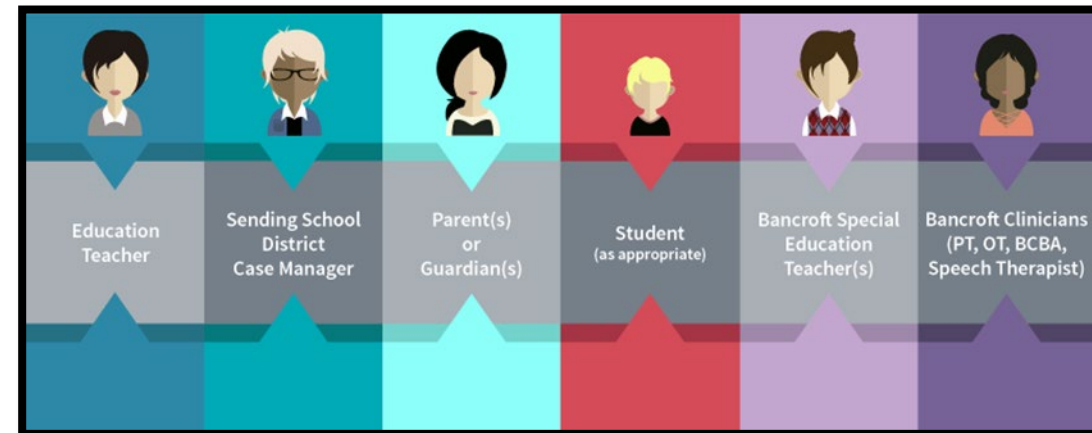 Education
Teacher
Sending School
District
Case Manager
Parent(s)
or
Guardian(s)
Student
(as appropriate)
Bancroft Special
Education
Teacher(s)
Bancroft Clinicians
(PT, OT, BCBA,
Speech Therapist)